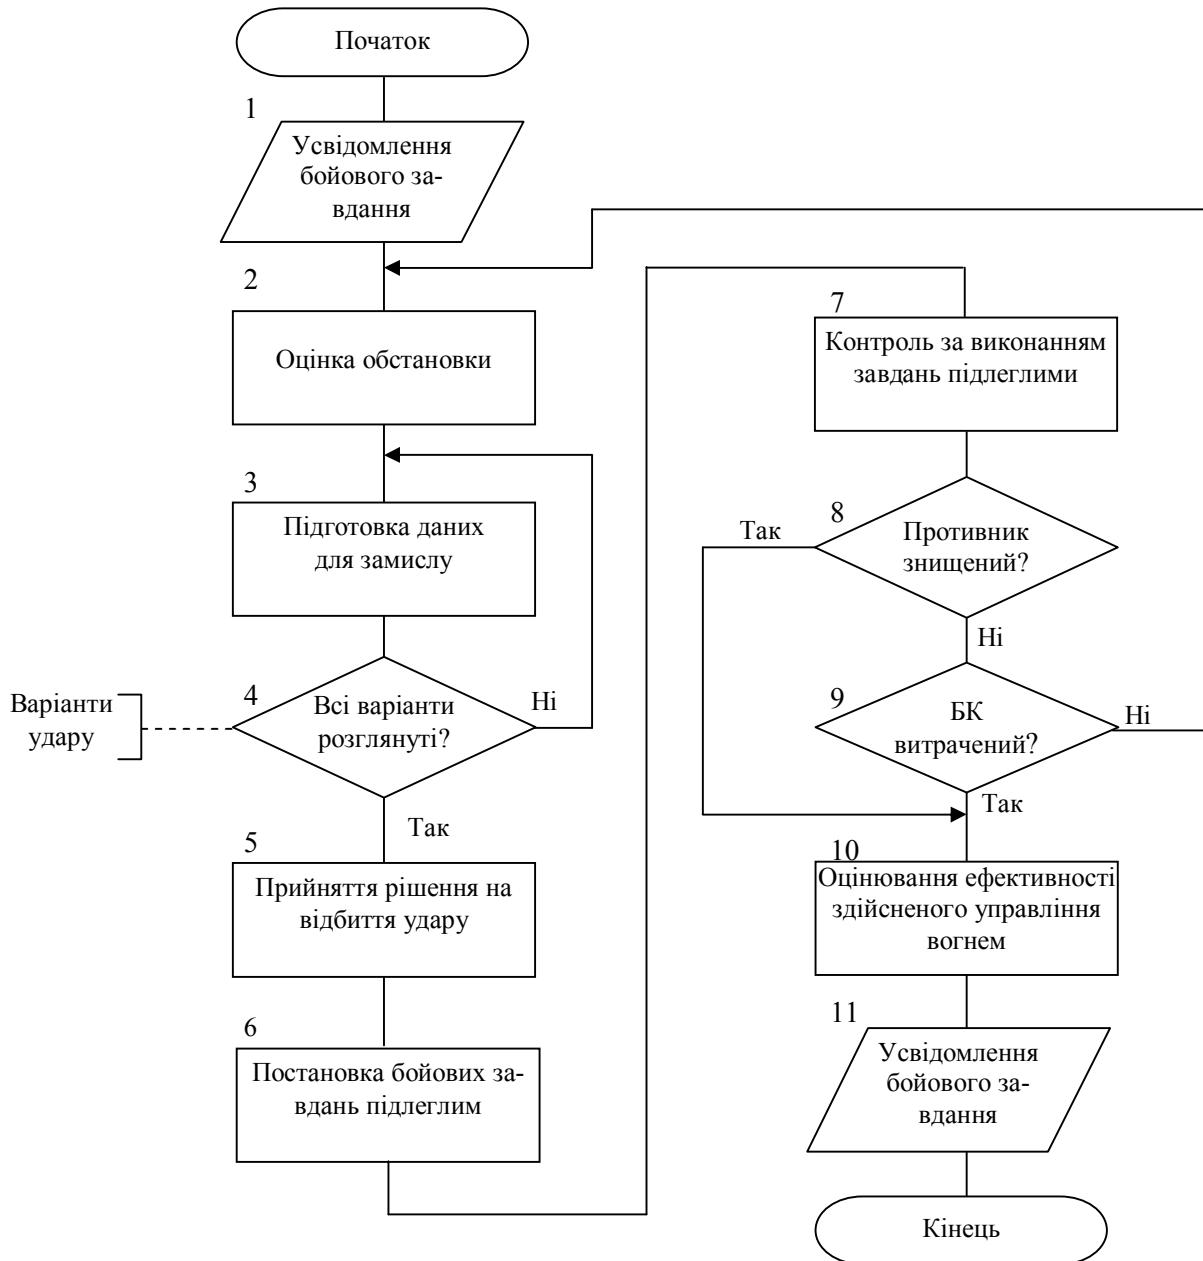 Початок
1
Усвідомлення
бойового за-
вдання
2
Оцінка обстановки
3
Підготовка даних
для замислу
Варіанти
удару
4
Всі варіанти
розглянуті?
Ні
Так
5
Прийняття рішення на
відбиття удару
6
Постановка бойових за-
вдань підлеглим
7
Контроль за виконанням
завдань підлеглими
8
Так
Противник
знищений?
Ні
9
БК
витрачений?
Ні
Так
10
Оцінювання ефективності
здійсненого управління
вогнем
11
Усвідомлення
бойового за-
вдання
Кінець